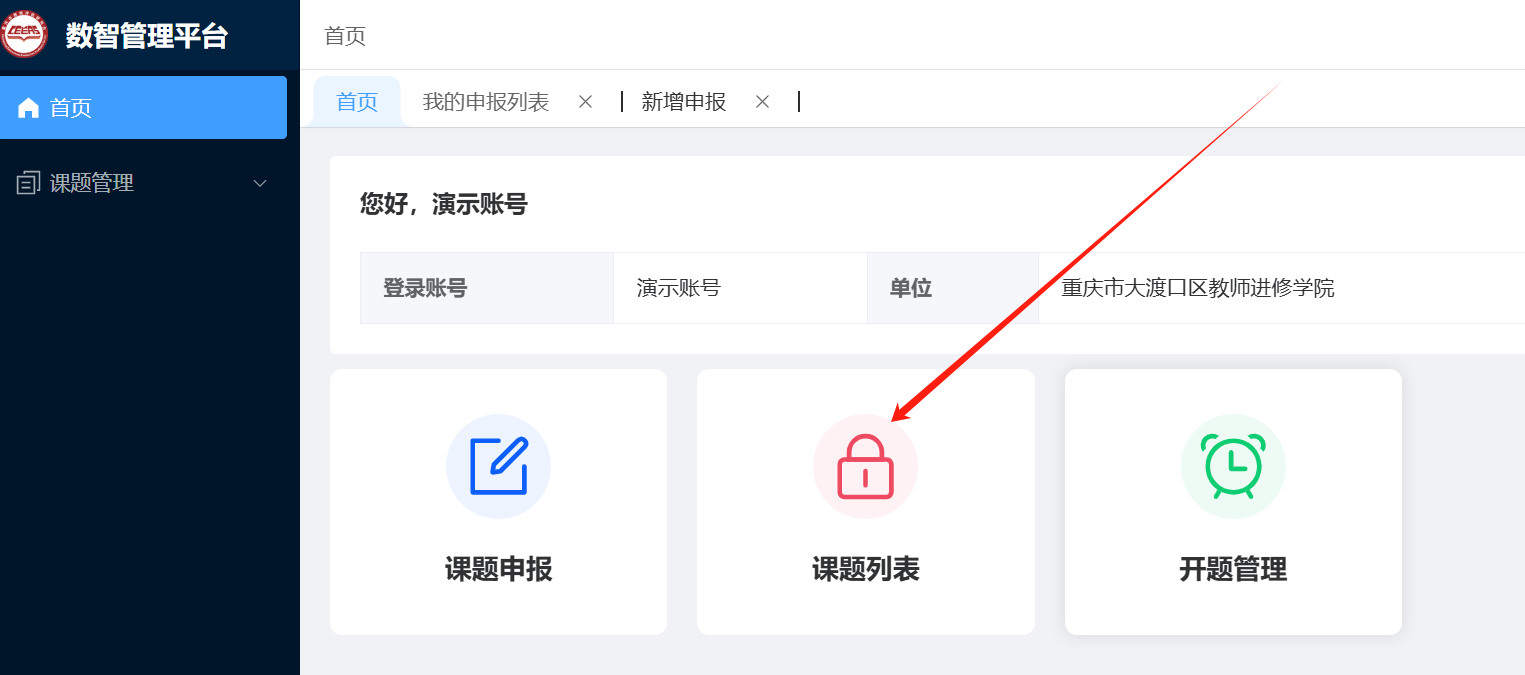 数智管理平台
首页
首页
课题管理
首页
我的申报列表
新增申报
您好，演示账号
登录账号
演示账号
单位
重庆市大渡口区教师进修学院
课题申报
课题列表
开题管理